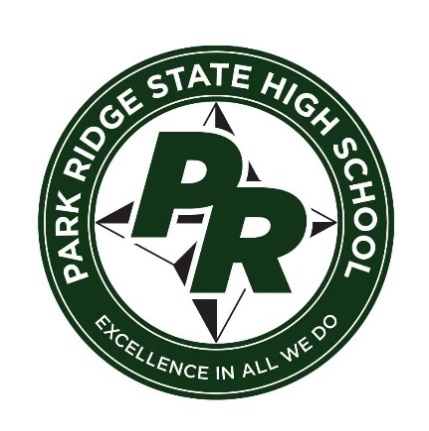 PARK RIDGE STATE HIGH SCHOOL
PR
EXCELLENCE IN ALL WE DO